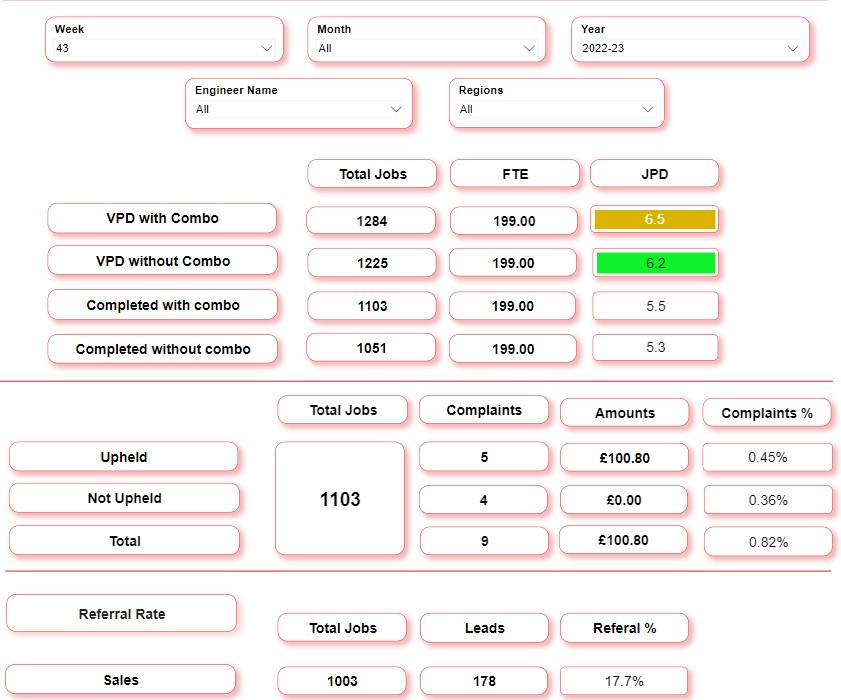 Week Month Year
43 All 2022-23
Engineer Name Regions
All All
Total Jobs FTE JPD
VPD with Combo 1284 199.00 6.5
VPD without Combo 1225 199.00 6.2
Completed with combo 1103 199.00 5.5
Completed without combo 1051 199.00 5.3
Total Jobs Complaints Amounts Complaints %
Upheld 5 £100.80 0.45%
Not Upheld 1103 4 £0.00 0.36%
Total 9 £100.80 0.82%
Referral Rate
Total Jobs Leads Referal %
Sales 1003 178 17.7%